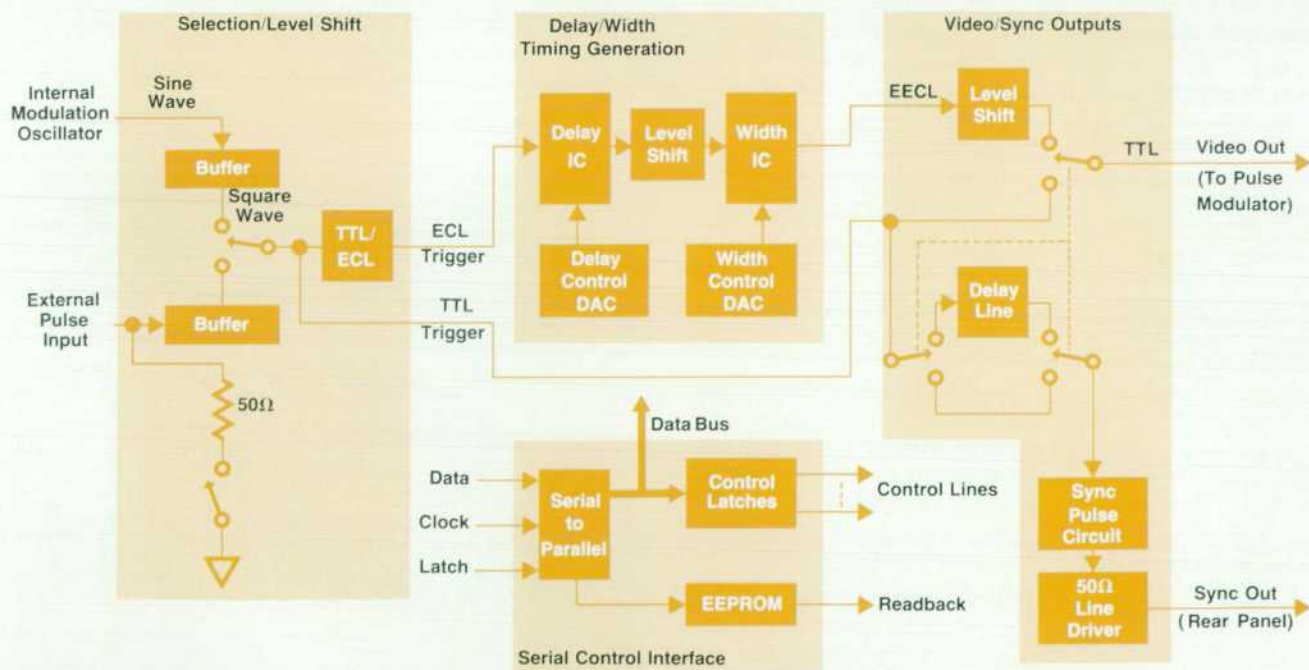 Selection/Level Shift
Delay/Width
Timing Generation
Video/Sync Outputs
Internal
Modulation
Oscillator
Sine
Wave
Buffer
Square
Wave
TTL/
ECL
External
Pulse
Input
Buffer
50Ω
ECL
Trigger
TTL
Trigger
Delay
IC
Level
Shift
Width
IC
Delay
Control
DAC
Width
Control
DAC
EECL
Level
Shift
TTL
Video Out
(To Pulse
Modulator)
Delay
Line
Data Bus
Data
Clock
Latch
Serial
to
Parallel
Control
Latches
Control Lines
EEPROM
Readback
Serial Control Interface
Sync
Pulse
Circuit
50Ω
Line
Driver
Sync Out
(Rear Panel)